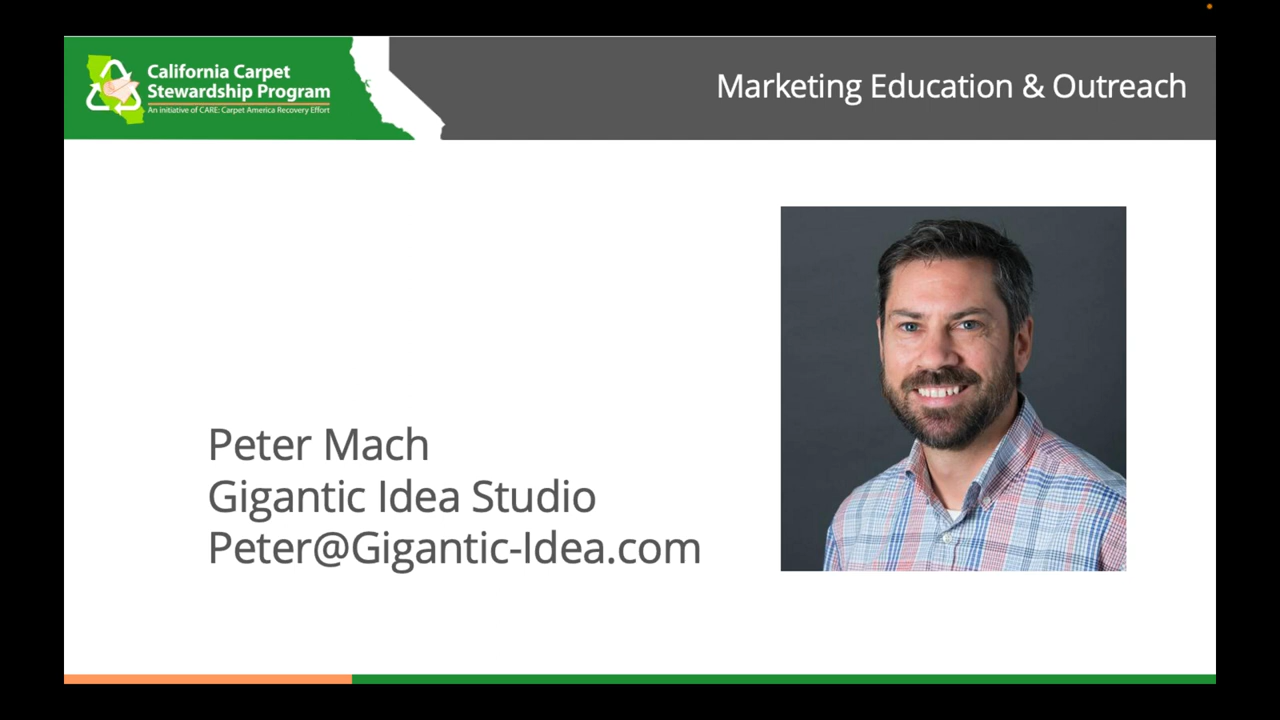 California Carpet
Stewardship Program
An Initiative of CARE: Carpet America Recovery Effort
Marketing Education & Outreach
Peter Mach
Gigantic Idea Studio
Peter@Gigantic-Idea.com